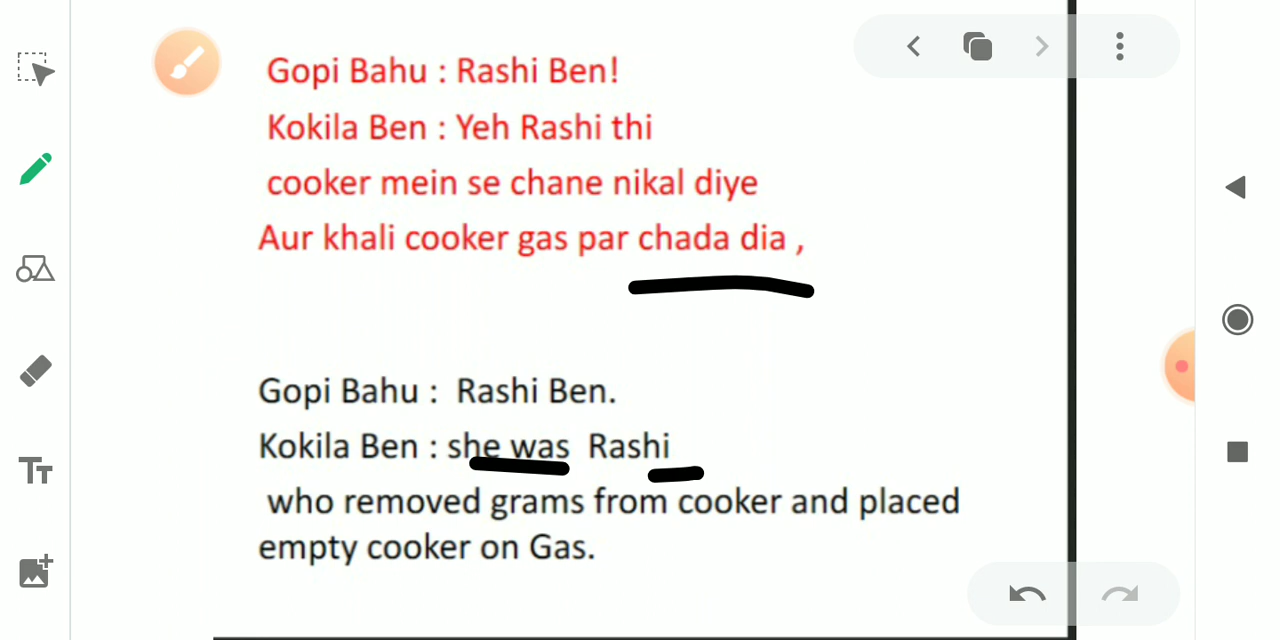 Gopi Bahu : Rashi Ben!
Kokila Ben : Yeh Rashi thi
cooker mein se chane nikal diye
Aur khali cooker gas par chada dia ,
Gopi Bahu :  Rashi Ben.
Kokila Ben : she was  Rashi
who removed grams from cooker and placed
empty cooker on Gas.
TT